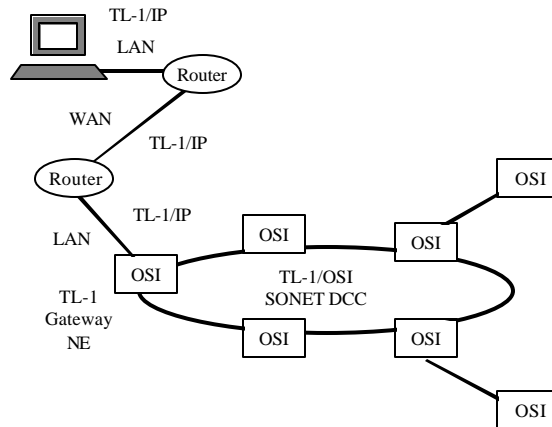 TL-1/IP
LAN
Router
WAN
TL-1/IP
Router
OSI
TL-1/IP
LAN
OSI
OSI
OSI
TL-1/OSI
SONET DCC
TL-1
Gateway
NE
OSI
OSI
OSI